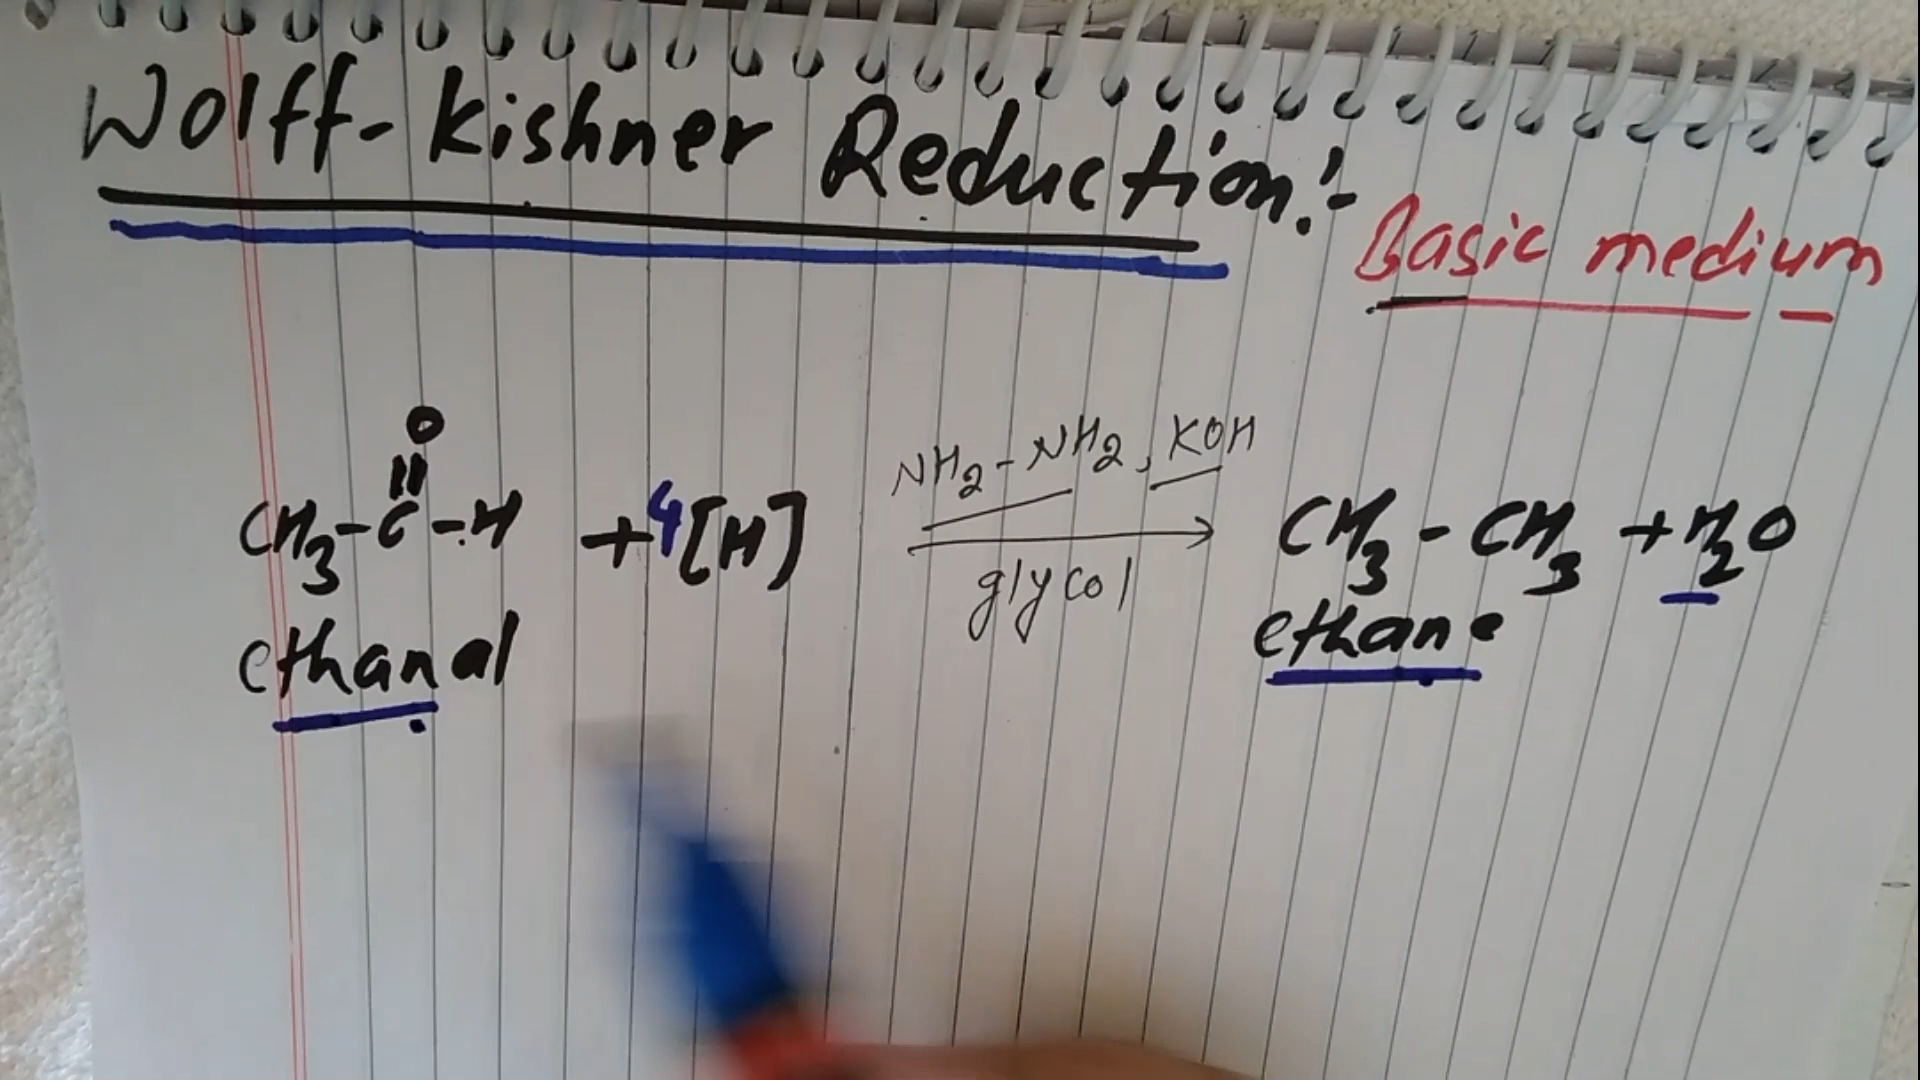 Wolff-Kishner Reduction:-
Basic medium
O
||
CH3-C-H +4[H] NH2-NH2, KOH → CH3-CH3 + H2O
glycol
ethanal ethane